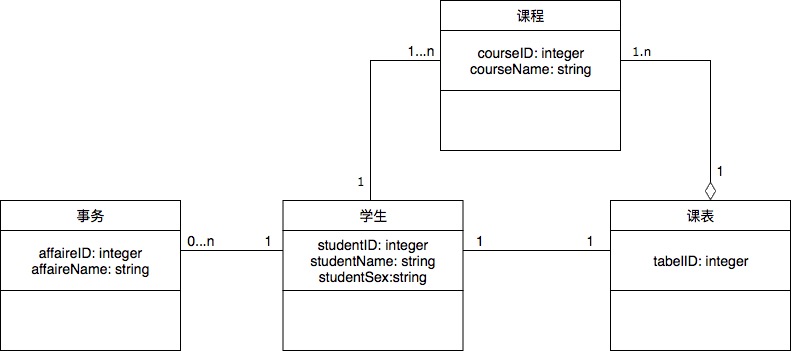 课程
1...n
courseID: integer
courseName: string
1.n
1
1
事务
affaireID: integer
affaireName: string
0...n
1
学生
studentID: integer
studentName: string
studentSex:string
1
1
课表
tabelID: integer